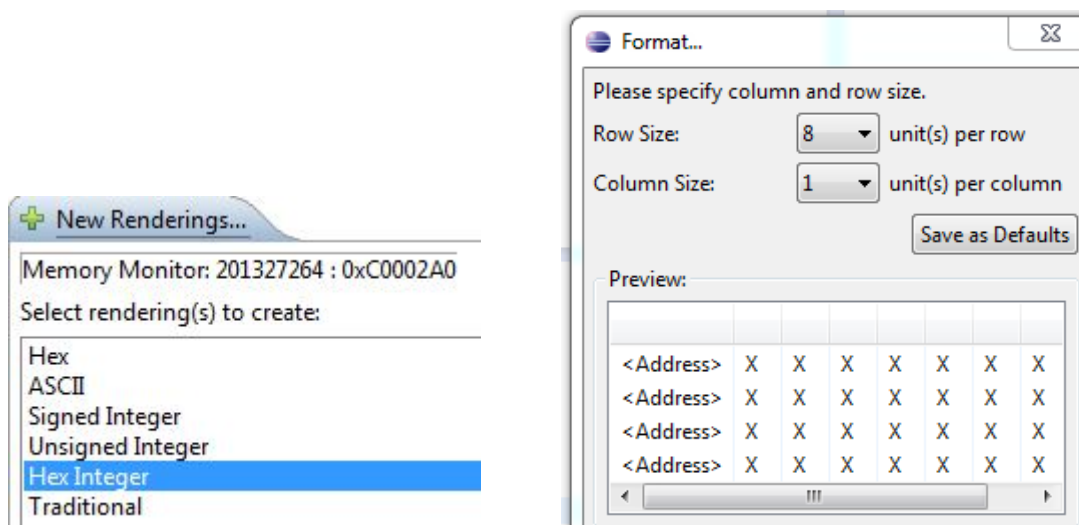 New Renderings...
Memory Monitor: 201327264 : 0xC0002A0
Select rendering(s) to create:
Hex
ASCII
Signed Integer
Unsigned Integer
Hex Integer
Traditional
Format...
Please specify column and row size.
Row Size: 8 unit(s) per row
Column Size: 1 unit(s) per column
Save as Defaults
Preview:
<Address> X X X X X X X
<Address> X X X X X X X
<Address> X X X X X X X
<Address> X X X X X X X